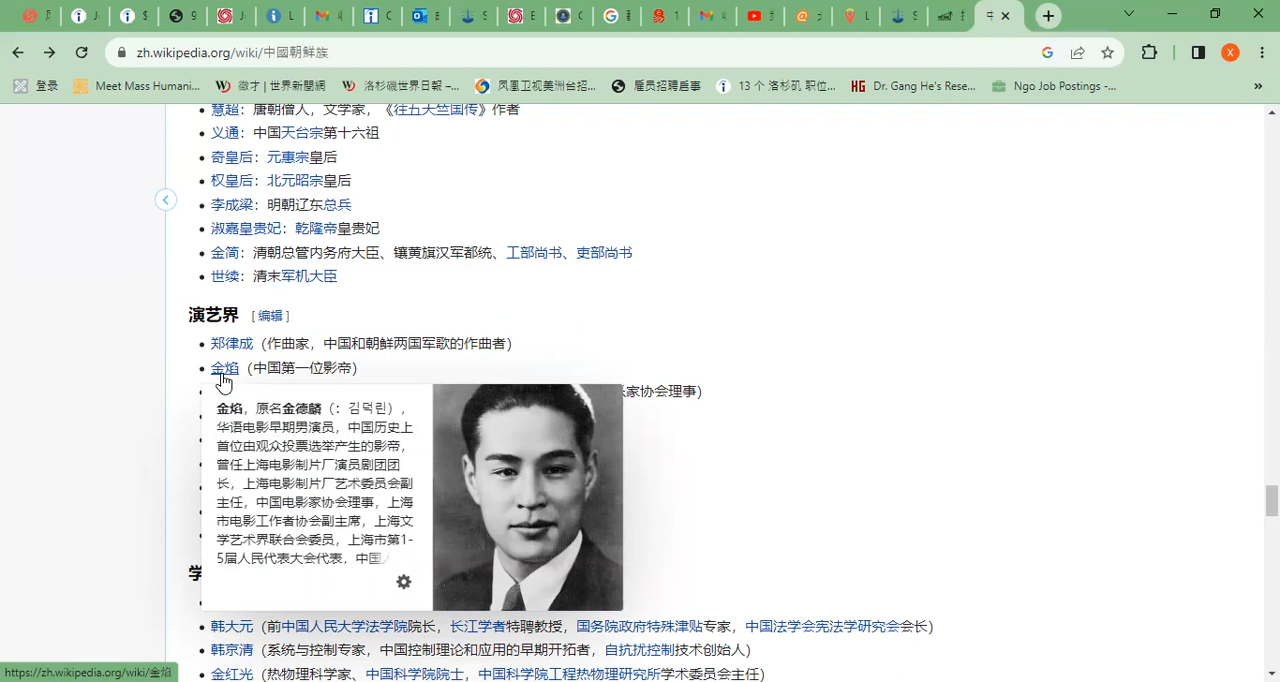 zh.wikipedia.org/wiki/中國朝鮮族
登录
Meet Mass Humani...
徵才 | 世界新聞網
洛杉磯世界日報 –...
凤凰卫视美洲台招...
雇员招聘启事
13 个 洛杉矶 职位...
Dr. Gang He's Rese...
Ngo Job Postings -...
慧超：唐朝僧人，文学家，《往五天竺国传》作者
义通：中国天台宗第十六祖
奇皇后：元惠宗皇后
权皇后：北元昭宗皇后
李成梁：明朝辽东总兵
淑嘉皇贵妃：乾隆帝皇贵妃
金简：清朝总管内务府大臣、镶黄旗汉军都统、工部尚书、吏部尚书
世续：清末军机大臣
演艺界 [编辑]
郑律成（作曲家，中国和朝鲜两国军歌的作曲者）
金焰（中国第一位影帝）
家协会理事）
金焰，原名金德麟（：김덕린），
华语电影早期男演员，中国历史上
首位由观众投票选举产生的影帝，
曾任上海电影制片厂演员剧团团
长，上海电影制片厂艺术委员会副
主任，中国电影家协会理事，上海
市电影工作者协会副主席，上海文
学艺术界联合会委员，上海市第1-
5届人民代表大会代表，中国
学
韩大元（前中国人民大学法学院院长，长江学者特聘教授，国务院政府特殊津贴专家，中国法学会宪法学研究会会长）
韩京清（系统与控制专家，中国控制理论和应用的早期开拓者，自抗扰控制技术创始人）
金红光（热物理科学家、中国科学院院士，中国科学院工程热物理研究所学术委员会主任）
https://zh.wikipedia.org/wiki/金焰